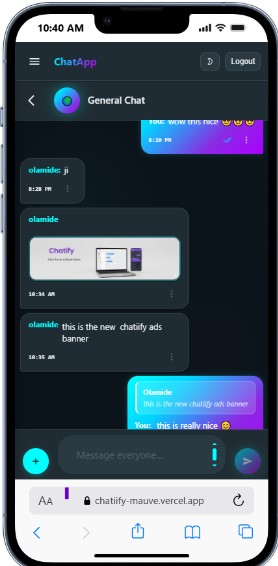 10:40 AM
ChatApp
Logout
General Chat
You: wow this nice 😀😀😀
8:20 PM
olamide: ji
8:28 PM
olamide
Chatify
10:34 AM
olamide this is the new chatiify ads
banner
10:35 AM
Olamide
this is the new chatiify ads banner
You: this is really nice 😀
+
Message everyone...
AA chatiify-mauve.vercel.app